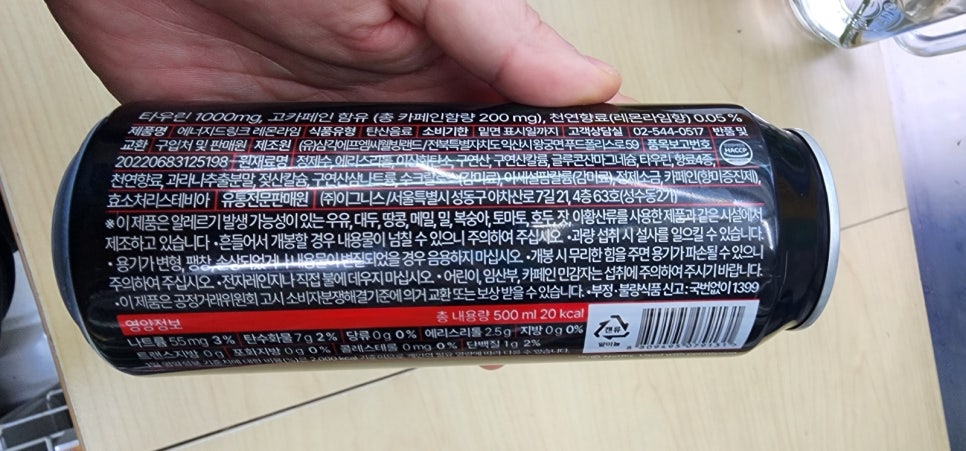 타우린 1000mg, 고카페인 함유 (총 카페인함량 200 mg), 천연향료(레몬라임향) 0.05 %
제품명 에너지드링크 레몬라임 식품유형 탄산음료 소비기한 밑면 표시일까지 고객상담실 02-544-0517 반품 및
교환 구입처 및 판매원 제조원 (유)삼각에프엠씨웰빙랜드/전북특별자치도 익산시 왕궁면 푸드폴리스로 59 품목보고번호
HACCP
20220683125198 원재료명 정제수, 에리스리톨, 이산화탄소, 구연산, 구연산칼륨, 글루콘산마그네슘, 타우린, 향료4종,
천연향료, 과라나추출분말, 젖산칼슘, 구연산삼나트륨, 수크랄로스(감미료), 아세설팜칼륨(감미료), 정제소금, 카페인(향미증진제),
효소처리스테비아 유통전문판매원 (주)이그니스/서울특별시 성동구 아차산로 7길 21, 4층 63호(성수동2가)
※ 이 제품은 알레르기 발생 가능성이 있는 우유, 대두, 땅콩, 메밀, 밀, 복숭아, 토마토, 호두, 잣, 아황산류를 사용한 제품과 같은 시설에서
제조하고 있습니다 •흔들어서 개봉할 경우 내용물이 넘칠 수 있으니 주의하여 주십시오 •과량 섭취 시 설사를 일으킬 수 있습니다.
•용기가 변형, 팽창, 손상되었거나 내용물이 변질되었을 경우 음용하지 마십시오 •개봉 시 무리한 힘을 주면 용기가 파손될 수 있으니
주의하여 주십시오. •전자레인지나 직접 불에 데우지 마십시오 •어린이, 임산부, 카페인 민감자는 섭취에 주의하여 주시기 바랍니다.
•이 제품은 공정거래위원회 고시 소비자분쟁해결기준에 의거 교환 또는 보상 받을 수 있습니다. •부정·불량식품 신고 : 국번없이 1399
영양정보 총 내용량 500 ml 20 kcal
나트륨 55mg 3% 탄수화물 7g 2% 당류 0g 0% 에리스리톨 2.5g 지방 0g 0%
트랜스지방 0g 포화지방 0g 0% 콜레스테롤 0mg 0% 단백질 1g 2%
캔류
알미늄